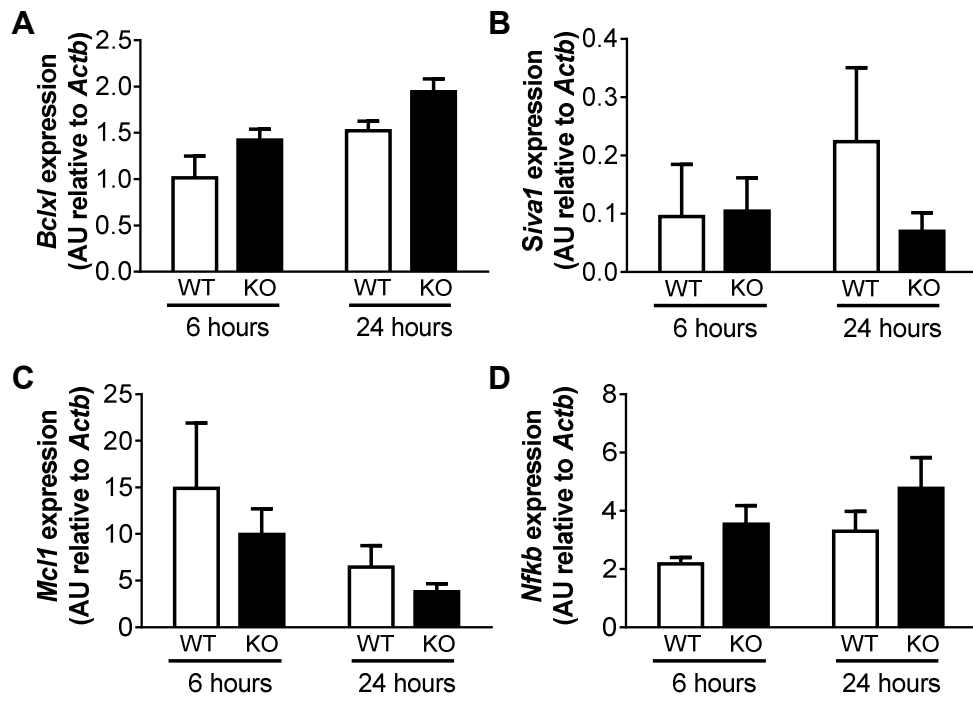 A
Bclxl expression
(AU relative to Actb)
2.5
2.0
1.5
1.0
0.5
0.0
WT KO WT KO
6 hours 24 hours
B
Siva1 expression
(AU relative to Actb)
0.4
0.3
0.2
0.1
0.0
WT KO WT KO
6 hours 24 hours
C
Mcl1 expression
(AU relative to Actb)
25
20
15
10
5
0
WT KO WT KO
6 hours 24 hours
D
Nfkb expression
(AU relative to Actb)
8
6
4
2
0
WT KO WT KO
6 hours 24 hours